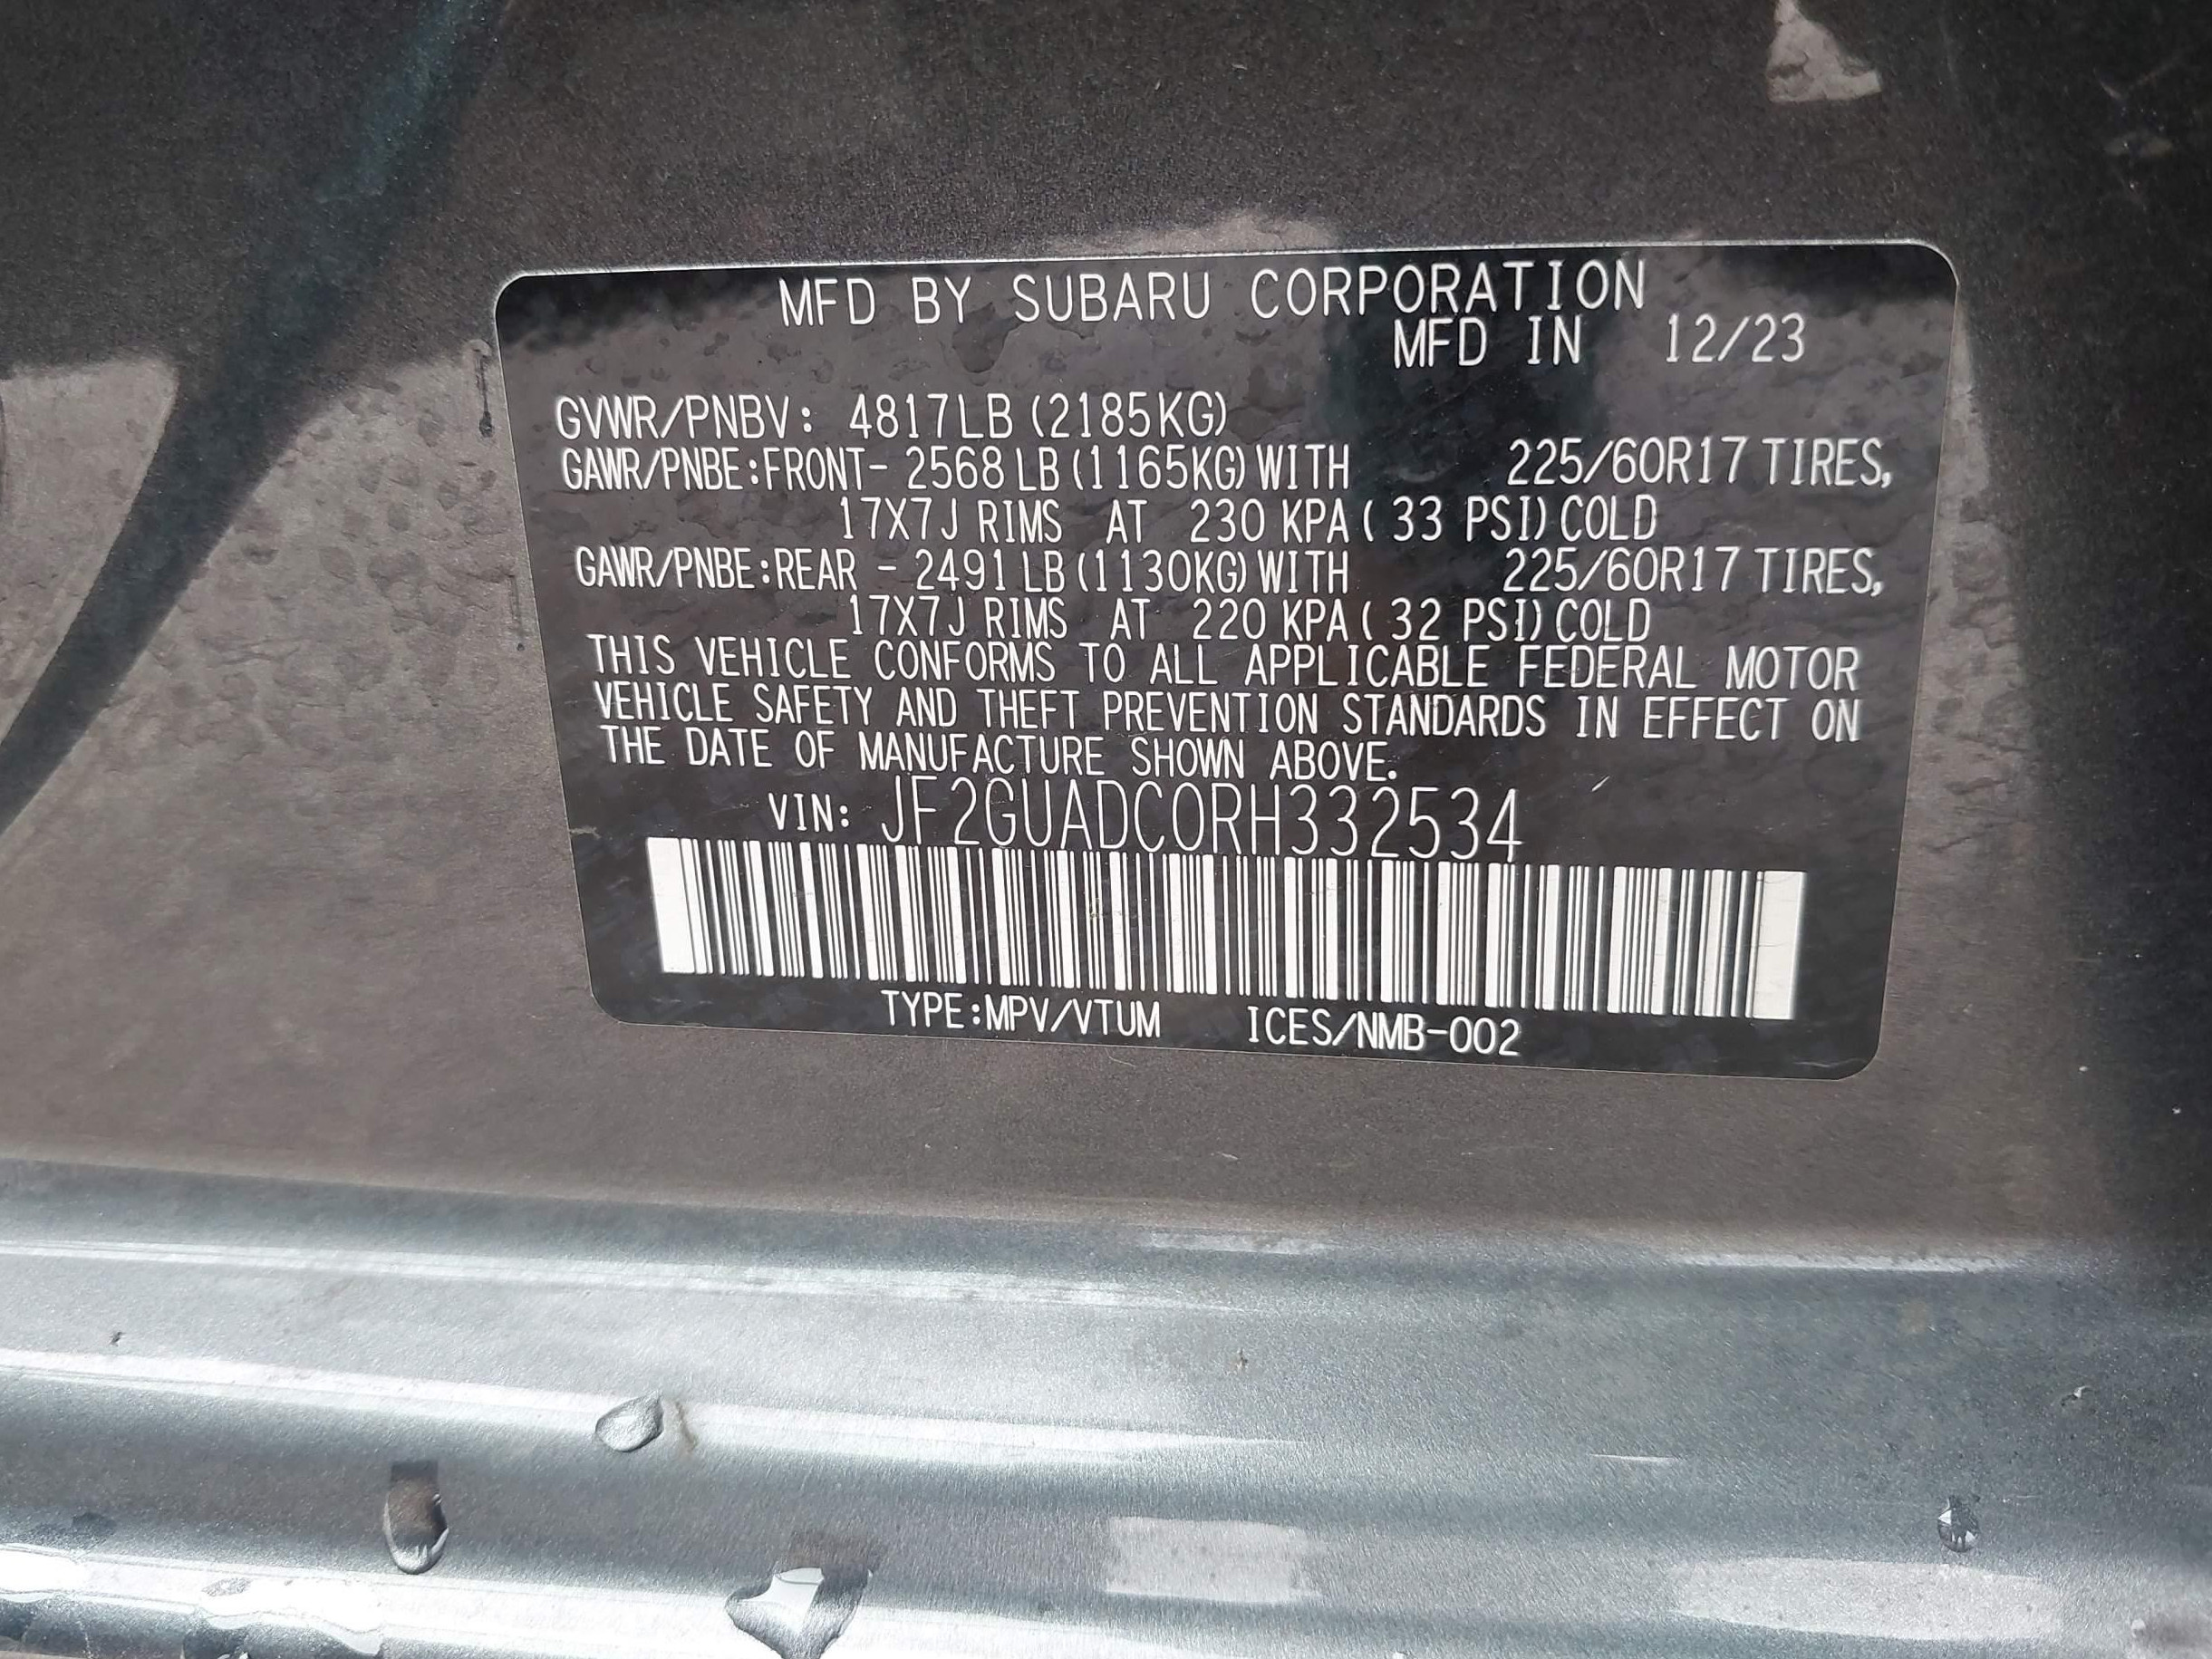 MFD BY SUBARU CORPORATION
MFD IN 12/23
GVWR/PNBV: 4817LB (2185KG)
GAWR/PNBE:FRONT- 2568 LB (1165KG) WITH 225/60R17 TIRES,
17X7J RIMS AT 230 KPA ( 33 PSI) COLD
GAWR/PNBE:REAR - 2491 LB (1130KG) WITH 225/60R17 TIRES,
17X7J RIMS AT 220 KPA ( 32 PSI) COLD
THIS VEHICLE CONFORMS TO ALL APPLICABLE FEDERAL MOTOR
VEHICLE SAFETY AND THEFT PREVENTION STANDARDS IN EFFECT ON
THE DATE OF MANUFACTURE SHOWN ABOVE.
VIN: JF2GUADC0RH332534
TYPE:MPV/VTUM ICES/NMB-002